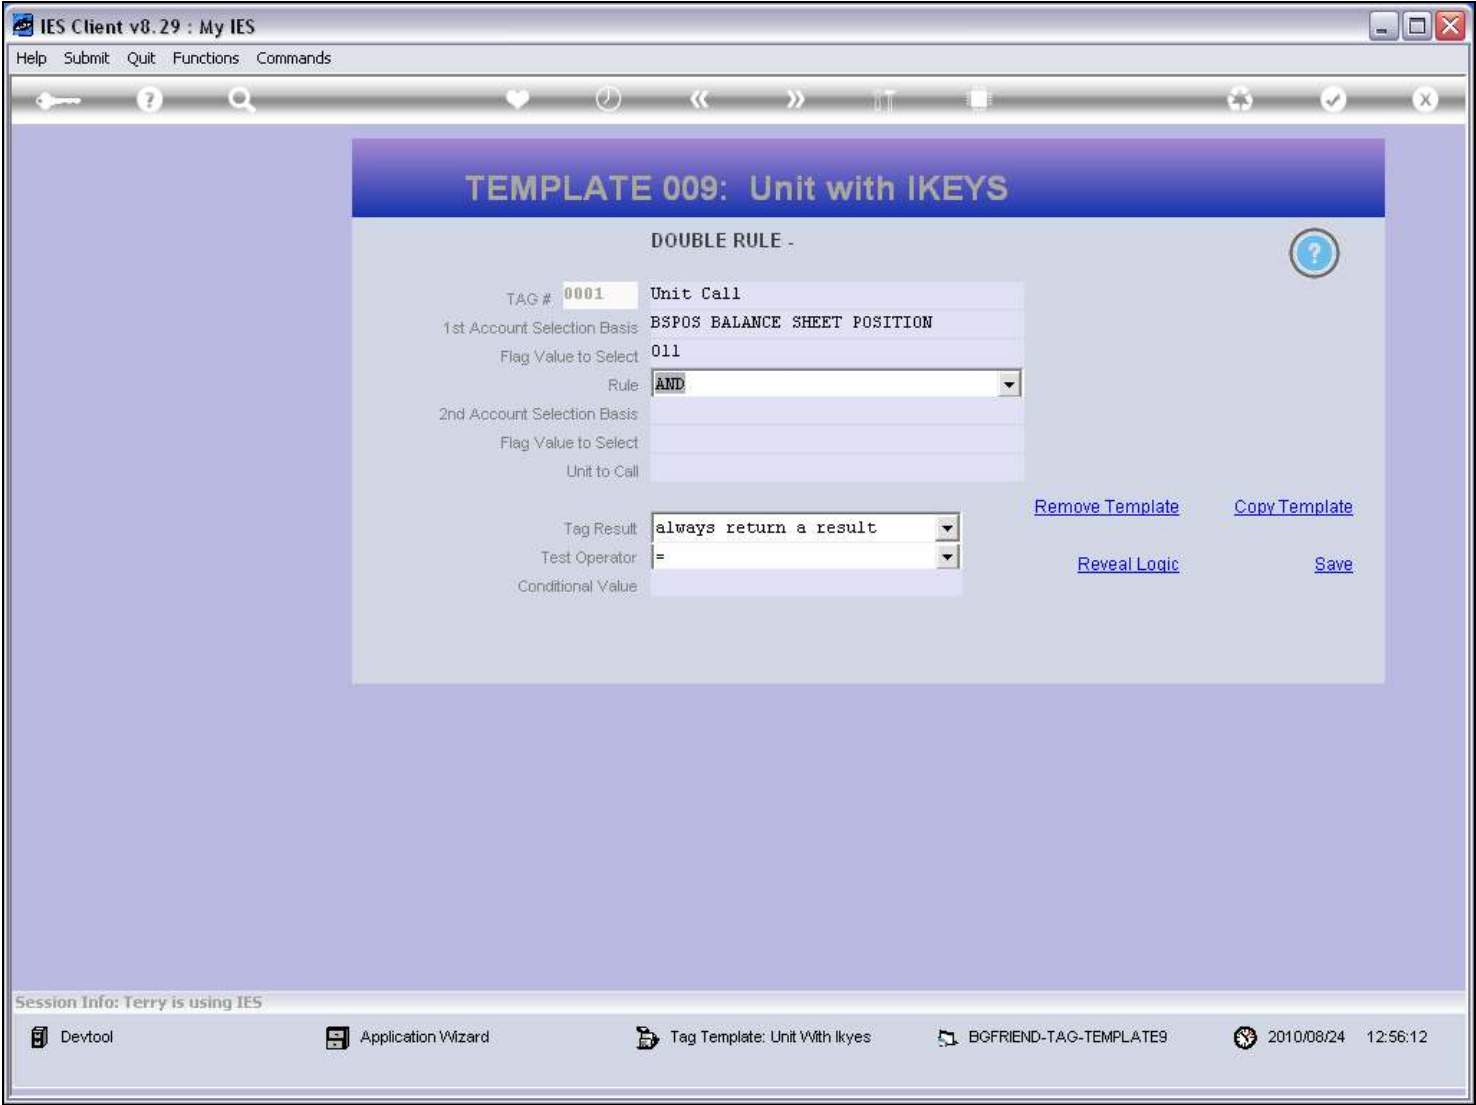 IES Client v8.29 : My IES
Help Submit Quit Functions Commands
TEMPLATE 009: Unit with IKEYS
DOUBLE RULE -
TAG # 0001 Unit Call
1st Account Selection Basis BSPOS BALANCE SHEET POSITION
Flag Value to Select 011
Rule AND
2nd Account Selection Basis
Flag Value to Select
Unit to Call
Remove Template Copy Template
Tag Result always return a result
Test Operator =
Reveal Logic Save
Conditional Value
Session Info: Terry is using IES
Devtool Application Wizard Tag Template: Unit With Ikyes BGFRIEND-TAG-TEMPLATE9 2010/08/24 12:56:12